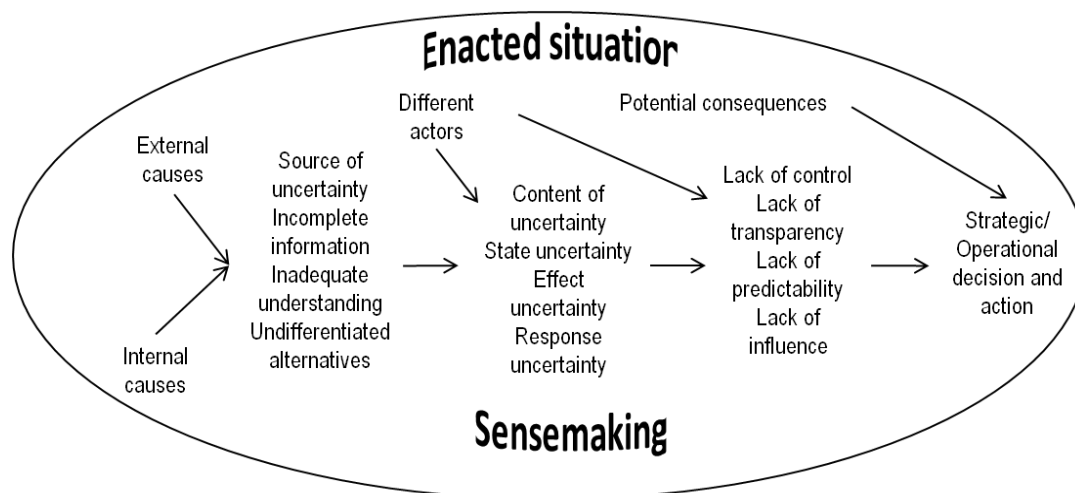 Enacted situatior
Different
actors
Potential consequences
External
causes
Source of
uncertainty
Incomplete
information
Inadequate
understanding
Undifferentiated
alternatives
Content of
uncertainty
State uncertainty
Effect
uncertainty
Response
uncertainty
Lack of control
Lack of
transparency
Lack of
predictability
Lack of
influence
Strategic/
Operational
decision and
action
Internal
causes
Sensemaking